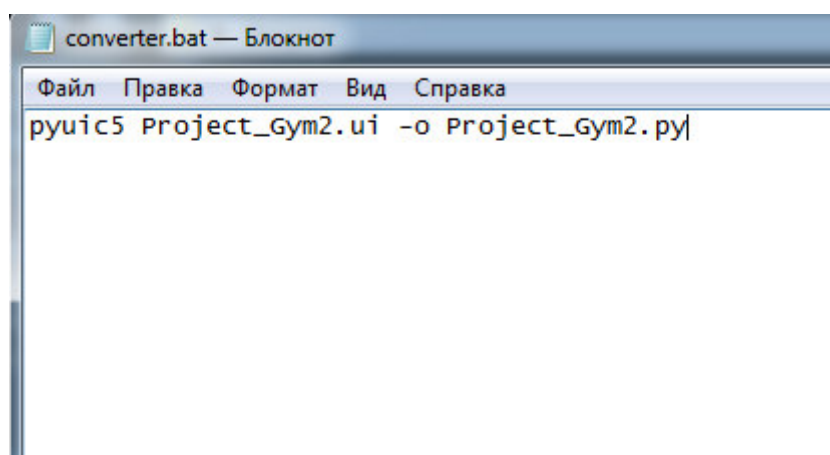 converter.bat — Блокнот
Файл Правка Формат Вид Справка
pyuic5 Project_Gym2.ui -o Project_Gym2.py